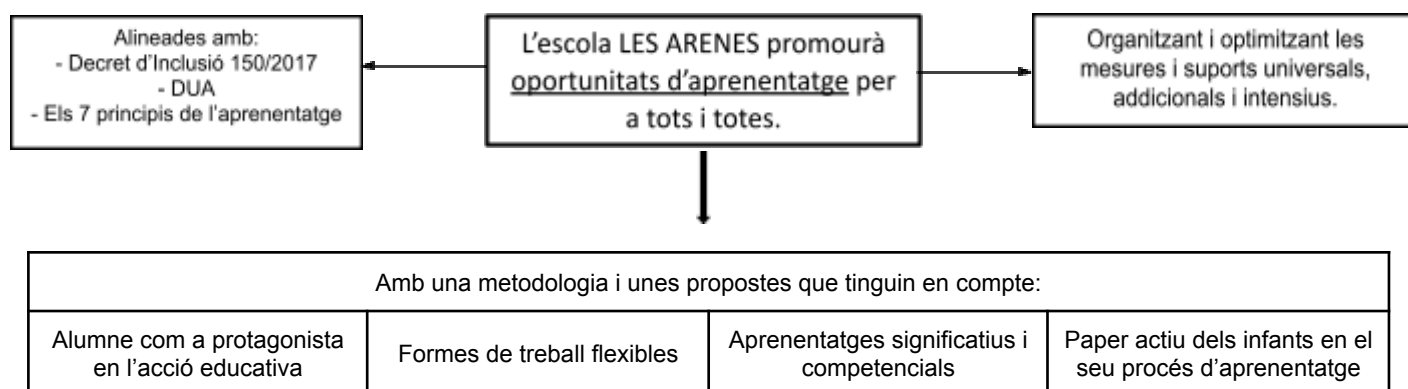 Alineades amb:
- Decret d'Inclusió 150/2017
- DUA
- Els 7 principis de l'aprenentatge
L'escola LES ARENES promourà
oportunitats d'aprenentatge per
a tots i totes.
Organitzant i optimitzant les
mesures i suports universals,
addicionals i intensius.
Amb una metodologia i unes propostes que tinguin en compte:
Alumne com a protagonista
en l'acció educativa
Formes de treball flexibles
Aprenentatges significatius i
competencials
Paper actiu dels infants en el
seu procés d'aprenentatge